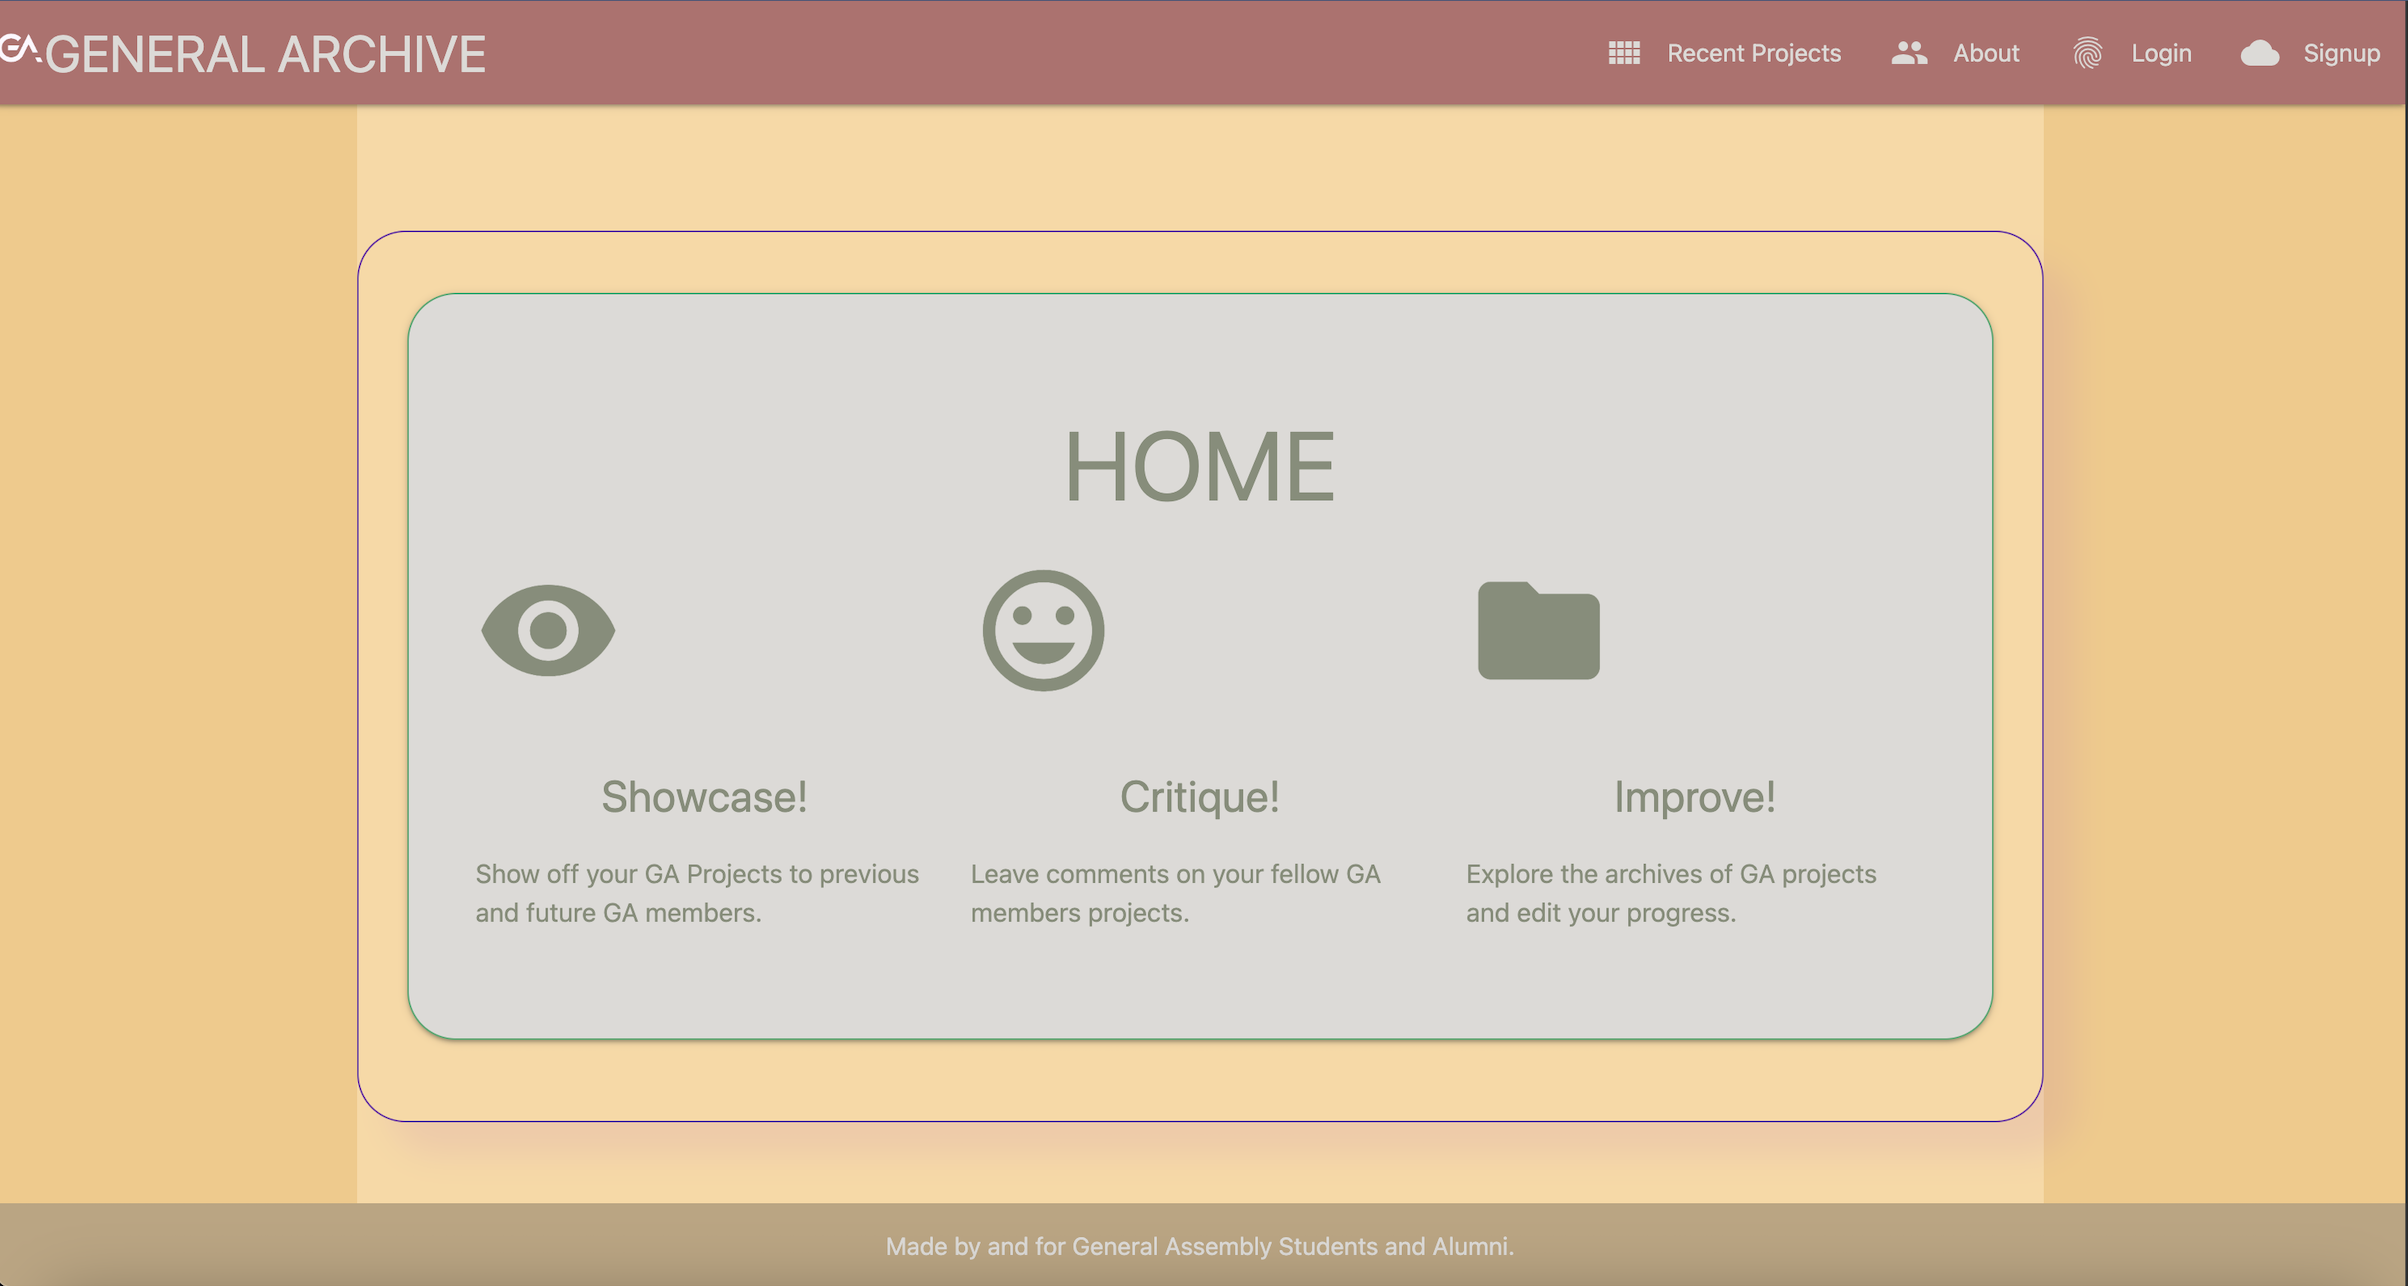 GA GENERAL ARCHIVE
Recent Projects
About
Login
Signup
HOME
Showcase!
Show off your GA Projects to previous
and future GA members.
Critique!
Leave comments on your fellow GA
members projects.
Improve!
Explore the archives of GA projects
and edit your progress.
Made by and for General Assembly Students and Alumni.